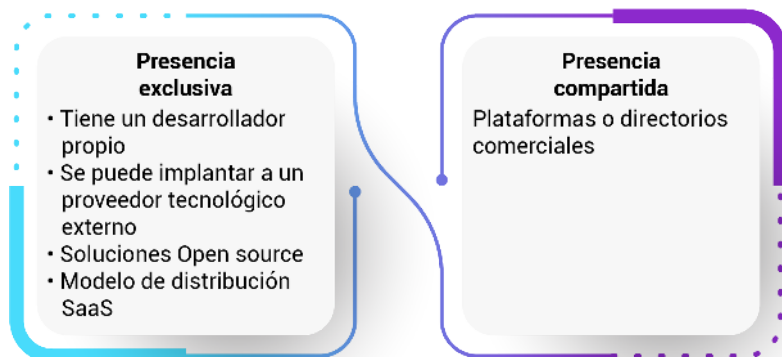 Presencia
exclusiva
• Tiene un desarrollador
propio
• Se puede implantar a un
proveedor tecnológico
externo
• Soluciones Open source
• Modelo de distribución
SaaS
Presencia
compartida
Plataformas o directorios
comerciales